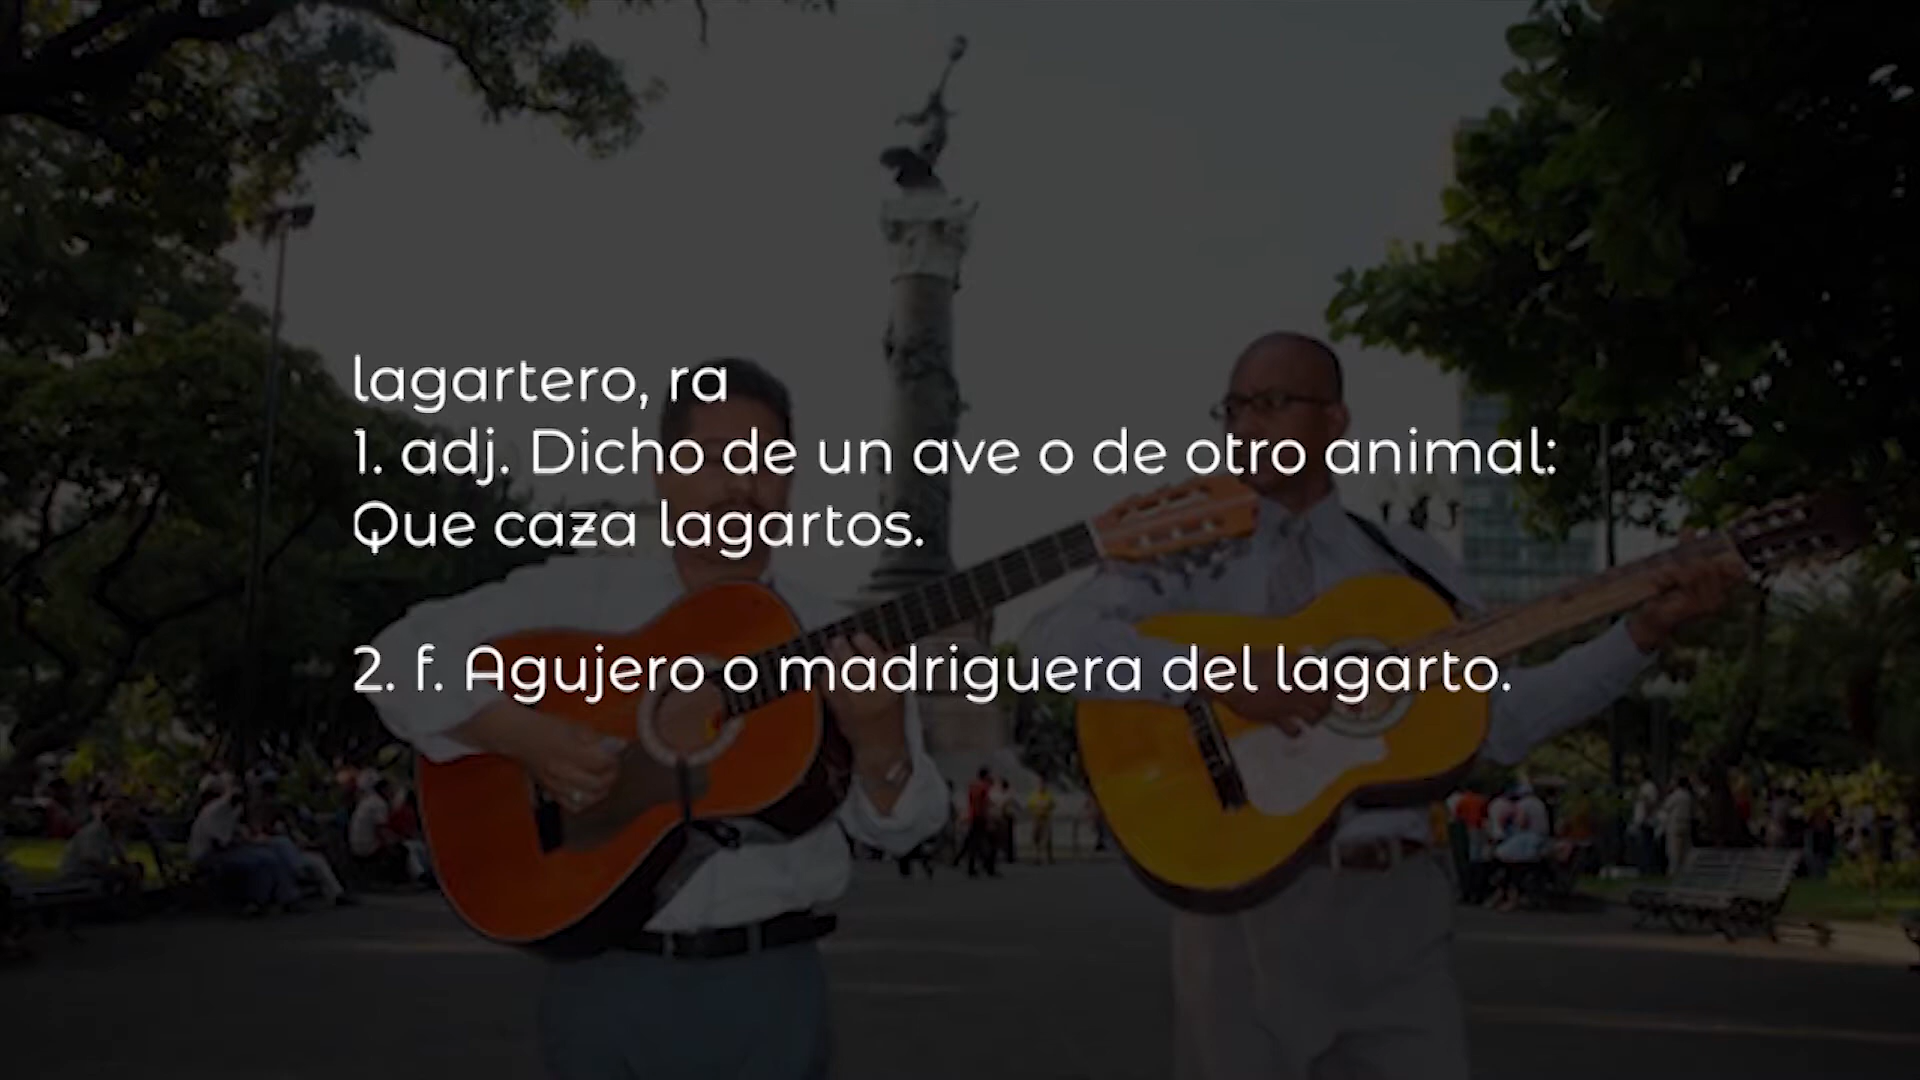 lagartero, ra
1. adj. Dicho de un ave o de otro animal:
Que caza lagartos.
2. f. Agujero o madriguera del lagarto.